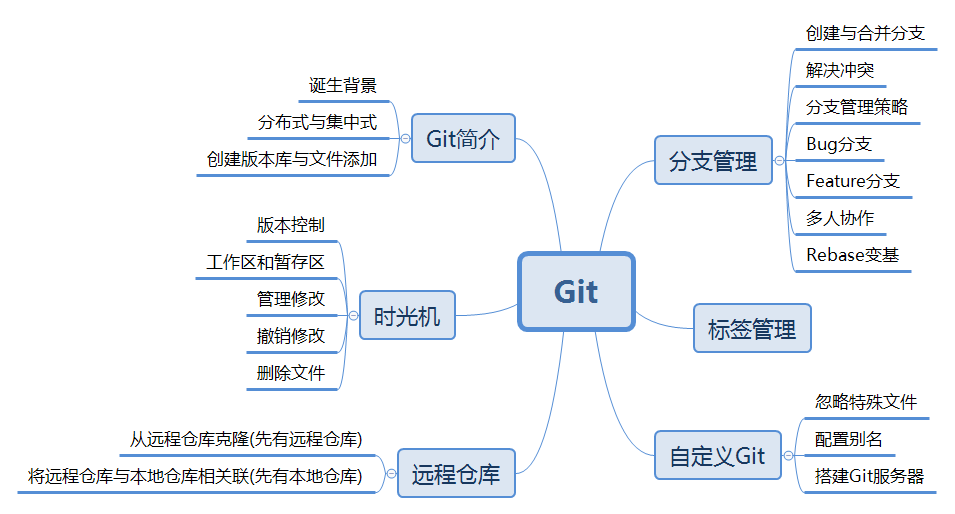 Git
Git简介
诞生背景
分布式与集中式
创建版本库与文件添加
时光机
版本控制
工作区和暂存区
管理修改
撤销修改
删除文件
远程仓库
从远程仓库克隆(先有远程仓库)
将远程仓库与本地仓库相关联(先有本地仓库)
分支管理
创建与合并分支
解决冲突
分支管理策略
Bug分支
Feature分支
多人协作
Rebase变基
标签管理
自定义Git
忽略特殊文件
配置别名
搭建Git服务器